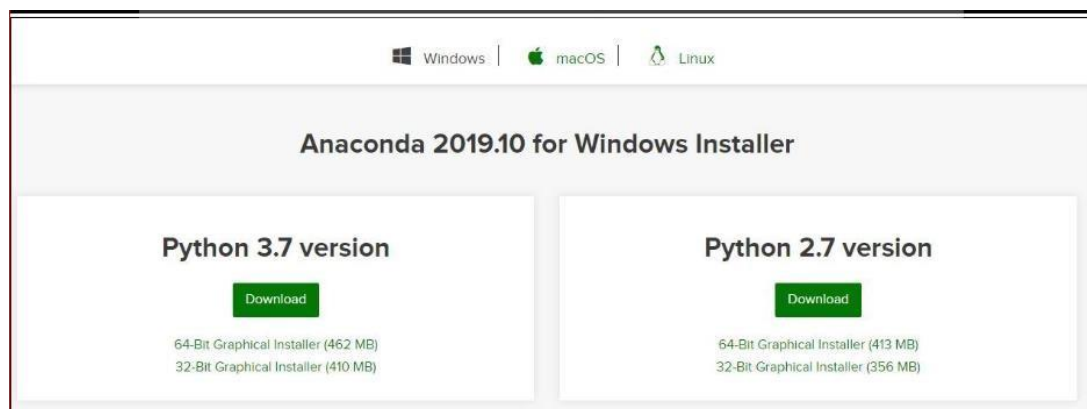 Windows macOS Linux
Anaconda 2019.10 for Windows Installer
Python 3.7 version
Download
64-Bit Graphical Installer (462 MB)
32-Bit Graphical Installer (410 MB)
Python 2.7 version
Download
64-Bit Graphical Installer (413 MB)
32-Bit Graphical Installer (356 MB)